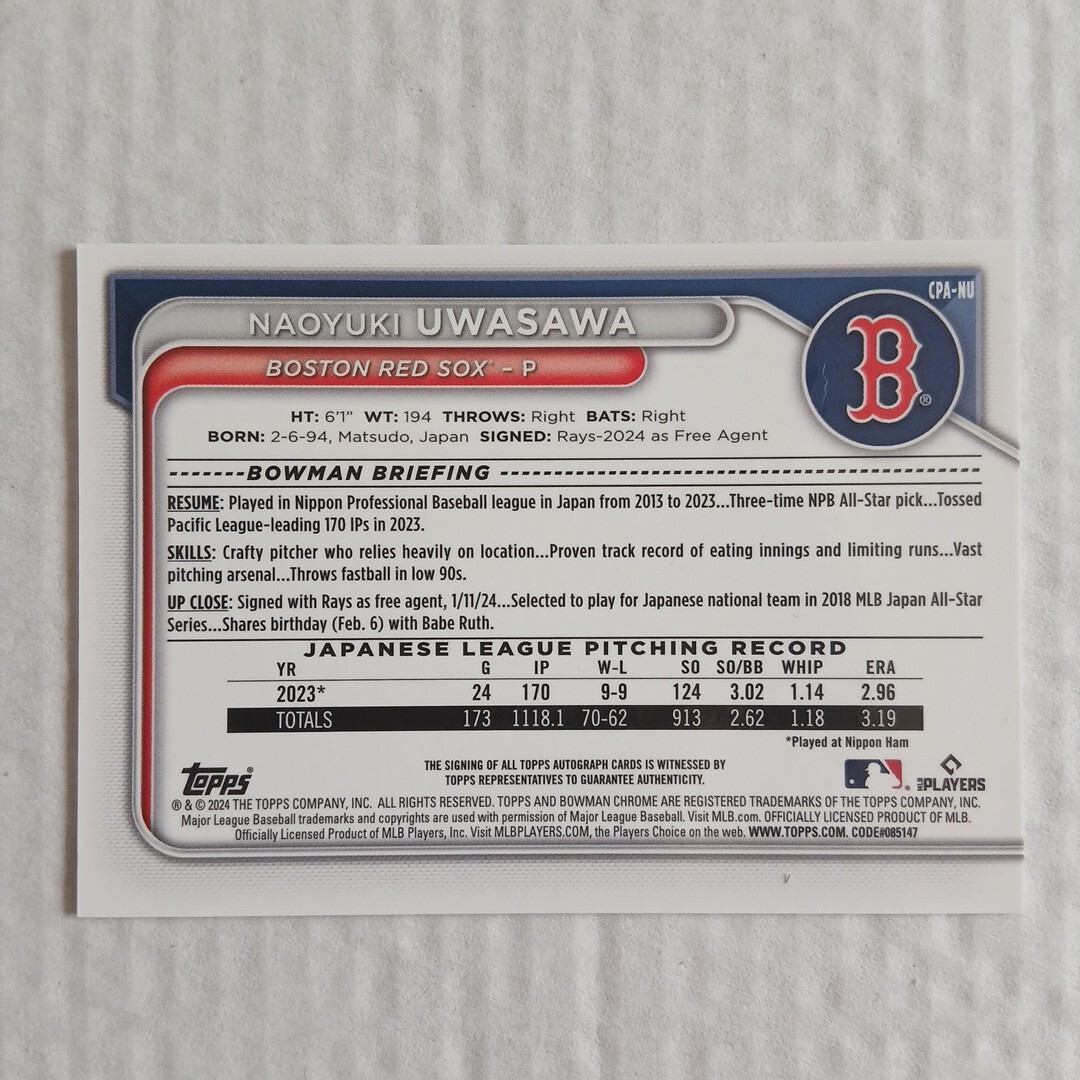 CPA-NU
NAOYUKI UWASAWA
B®
BOSTON RED SOX® – P
HT: 6'1" WT: 194 THROWS: Right BATS: Right
BORN: 2-6-94, Matsudo, Japan SIGNED: Rays-2024 as Free Agent
BOWMAN BRIEFING
RESUME: Played in Nippon Professional Baseball league in Japan from 2013 to 2023...Three-time NPB All-Star pick...Tossed
Pacific League-leading 170 IPs in 2023.
SKILLS: Crafty pitcher who relies heavily on location...Proven track record of eating innings and limiting runs...Vast
pitching arsenal...Throws fastball in low 90s.
UP CLOSE: Signed with Rays as free agent, 1/11/24...Selected to play for Japanese national team in 2018 MLB Japan All-Star
Series...Shares birthday (Feb. 6) with Babe Ruth.
JAPANESE LEAGUE PITCHING RECORD
YR G IP W-L SO SO/BB WHIP ERA
2023* 24 170 9-9 124 3.02 1.14 2.96
TOTALS 173 1118.1 70-62 913 2.62 1.18 3.19
*Played at Nippon Ham
Topps®
THE SIGNING OF ALL TOPPS AUTOGRAPH CARDS IS WITNESSED BY
TOPPS REPRESENTATIVES TO GUARANTEE AUTHENTICITY.
MLB PLAYERS
® & © 2024 THE TOPPS COMPANY, INC. ALL RIGHTS RESERVED. TOPPS AND BOWMAN CHROME ARE REGISTERED TRADEMARKS OF THE TOPPS COMPANY, INC.
Major League Baseball trademarks and copyrights are used with permission of Major League Baseball. Visit MLB.com. OFFICIALLY LICENSED PRODUCT OF MLB.
Officially Licensed Product of MLB Players, Inc. Visit MLBPLAYERS.COM, the Players Choice on the web. WWW.TOPPS.COM. CODE#085147